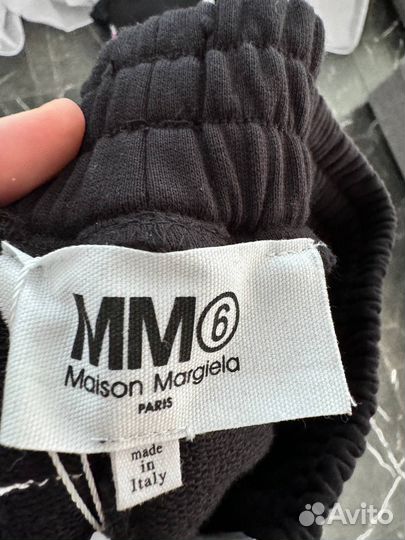 MM⑥
Maison Margiela
PARIS
made
in
Italy
Avito